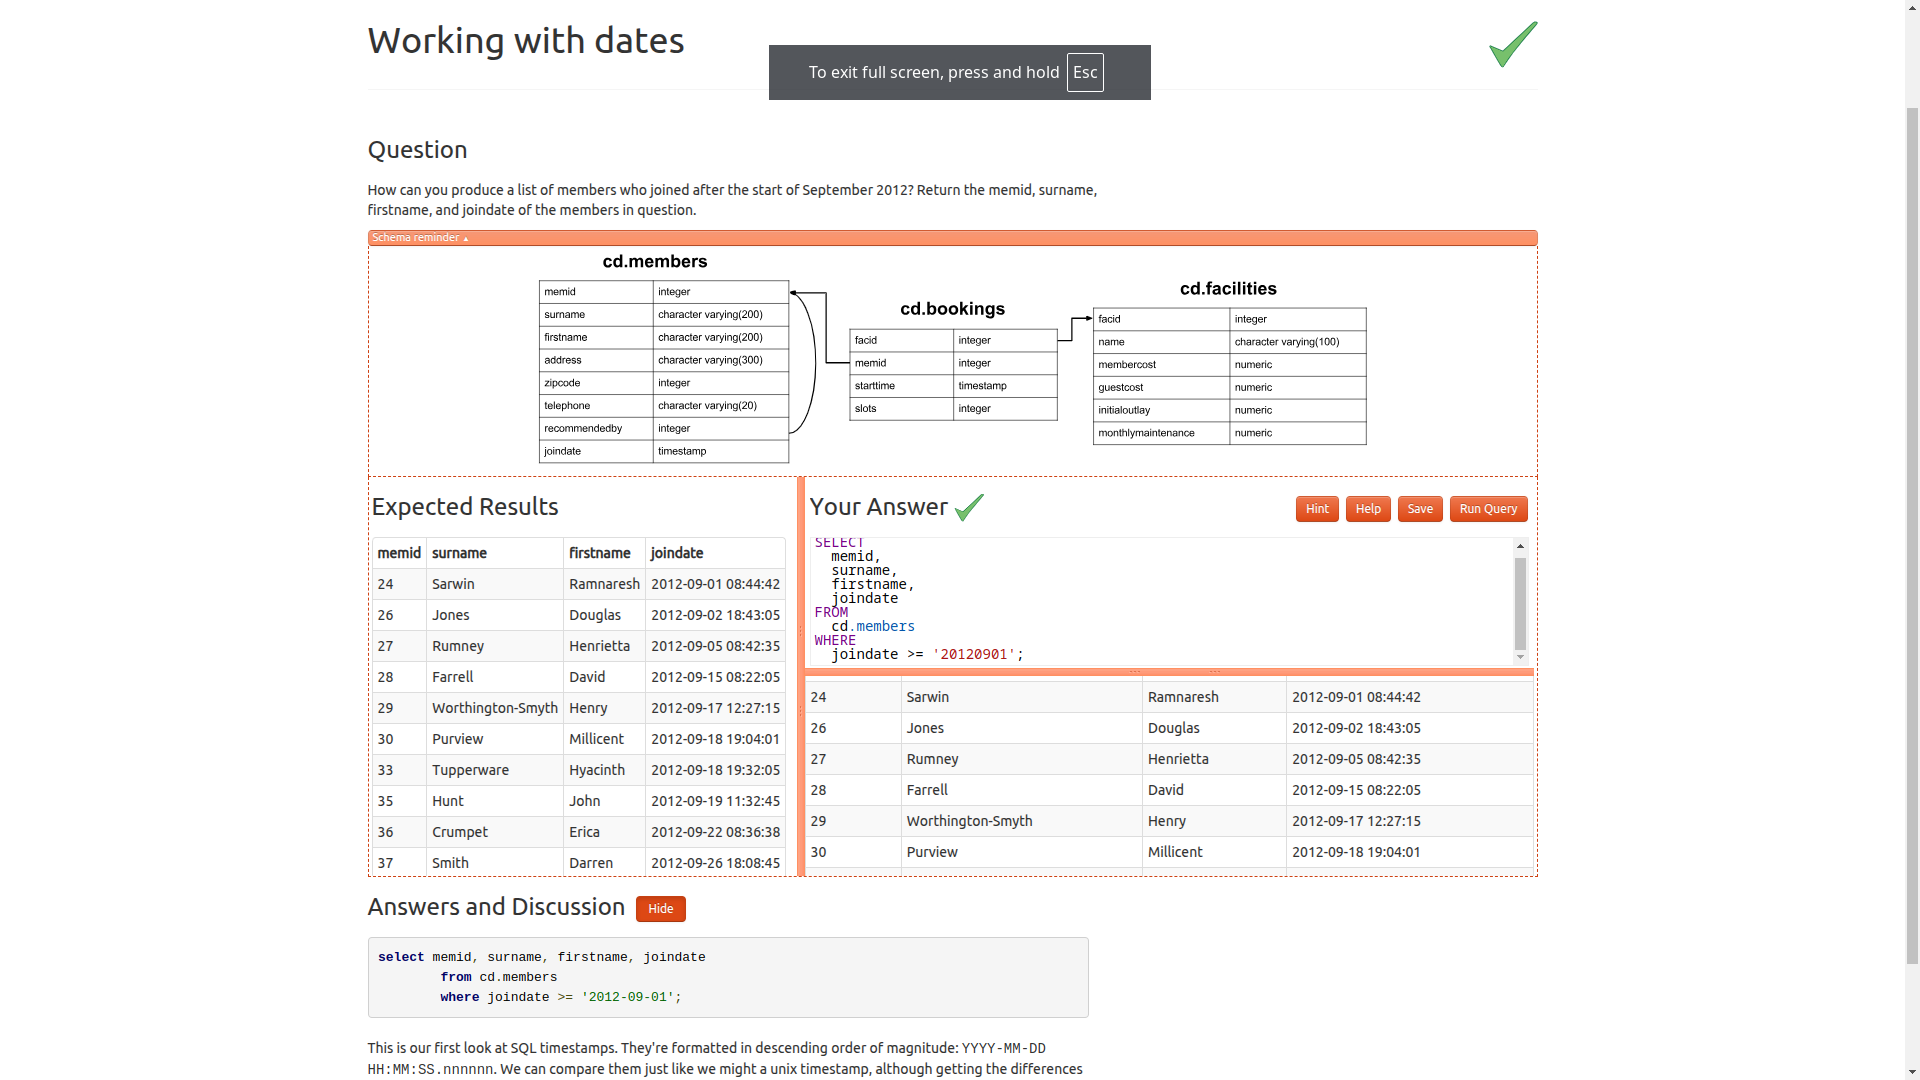 Working with dates
To exit full screen, press and hold Esc
Question
How can you produce a list of members who joined after the start of September 2012? Return the memid, surname,
firstname, and joindate of the members in question.
Schema reminder ▲
cd.members
memid integer
surname character varying(200)
firstname character varying(200)
address character varying(300)
zipcode integer
telephone character varying(20)
recommendedby integer
joindate timestamp
cd.bookings
facid integer
memid integer
starttime timestamp
slots integer
cd.facilities
facid integer
name character varying(100)
membercost numeric
guestcost numeric
initialoutlay numeric
monthlymaintenance numeric
Expected Results
memid surname firstname joindate
24 Sarwin Ramnaresh 2012-09-01 08:44:42
26 Jones Douglas 2012-09-02 18:43:05
27 Rumney Henrietta 2012-09-05 08:42:35
28 Farrell David 2012-09-15 08:22:05
29 Worthington-Smyth Henry 2012-09-17 12:27:15
30 Purview Millicent 2012-09-18 19:04:01
33 Tupperware Hyacinth 2012-09-18 19:32:05
35 Hunt John 2012-09-19 11:32:45
36 Crumpet Erica 2012-09-22 08:36:38
37 Smith Darren 2012-09-26 18:08:45
Your Answer
Hint Help Save Run Query
SELECT
memid,
surname,
firstname,
joindate
FROM
cd.members
WHERE
joindate >= '20120901';
24 Sarwin Ramnaresh 2012-09-01 08:44:42
26 Jones Douglas 2012-09-02 18:43:05
27 Rumney Henrietta 2012-09-05 08:42:35
28 Farrell David 2012-09-15 08:22:05
29 Worthington-Smyth Henry 2012-09-17 12:27:15
30 Purview Millicent 2012-09-18 19:04:01
Answers and Discussion Hide
select memid, surname, firstname, joindate
from cd.members
where joindate >= '2012-09-01';
This is our first look at SQL timestamps. They're formatted in descending order of magnitude: YYYY-MM-DD
HH:MM:SS.nnnnnn. We can compare them just like we might a unix timestamp, although getting the differences